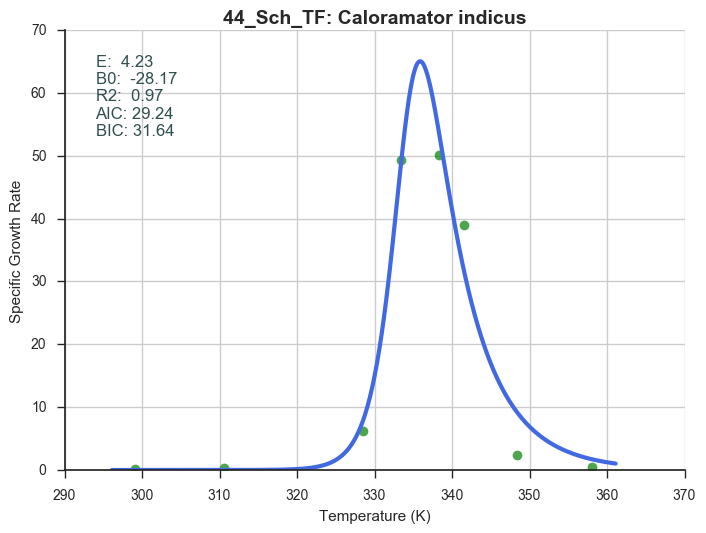 44_Sch_TF: Caloramator indicus
E:  4.23
B0:  -28.17
R2:  0.97
AIC: 29.24
BIC: 31.64
Specific Growth Rate
70
60
50
40
30
20
10
0
290 300 310 320 330 340 350 360 370
Temperature (K)